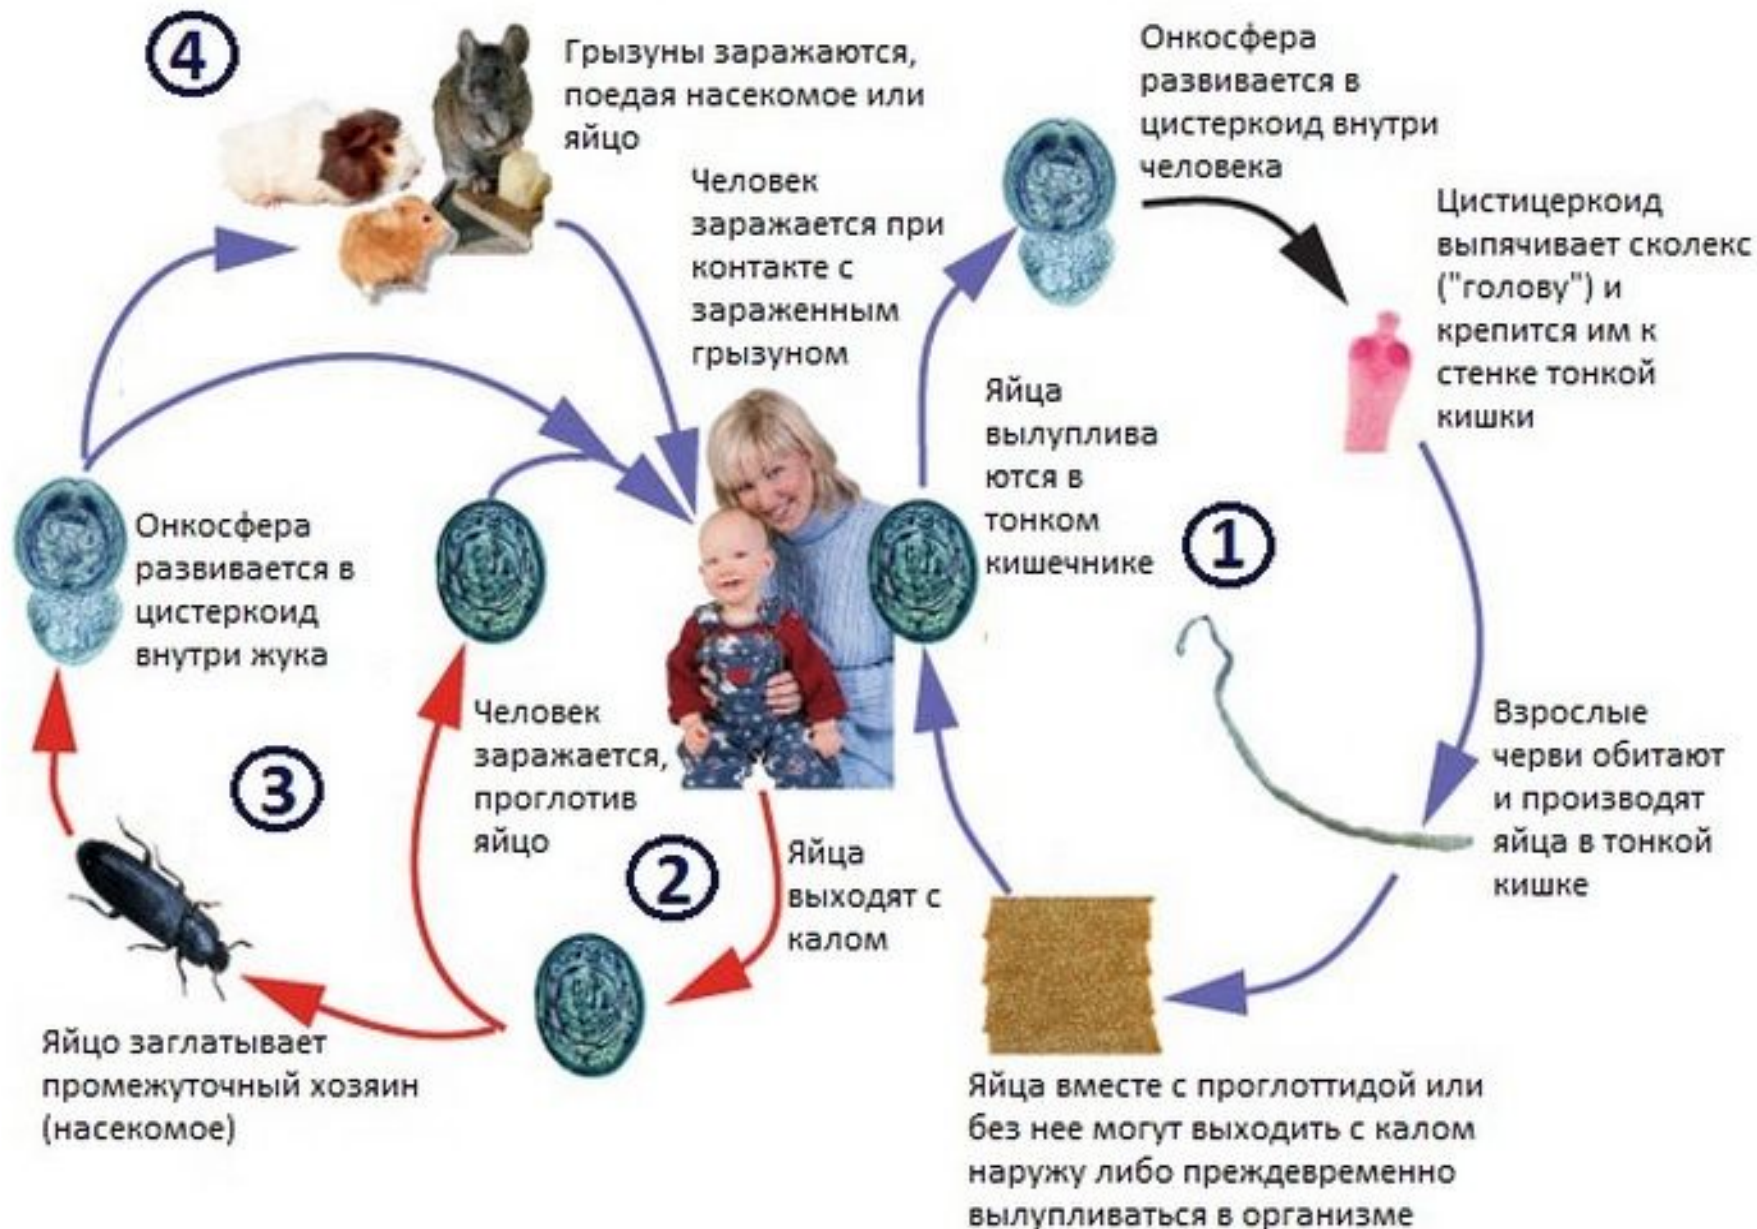 4
Грызуны заражаются,
поедая насекомое или
яйцо
Человек
заражается при
контакте с
зараженным
грызуном
Онкосфера
развивается в
цистеркоид внутри
человека
Цистицеркоид
выпячивает сколекс
("голову") и
крепится им к
стенке тонкой
кишки
Яйца
вылуплива
ются в
тонком
кишечнике
1
Онкосфера
развивается в
цистеркоид
внутри жука
3
Человек
заражается,
проглотив
яйцо
2
Яйца
выходят с
калом
Взрослые
черви обитают
и производят
яйца в тонкой
кишке
Яйцо заглатывает
промежуточный хозяин
(насекомое)
Яйца вместе с проглоттидой или
без нее могут выходить с калом
наружу либо преждевременно
вылупливаться в организме